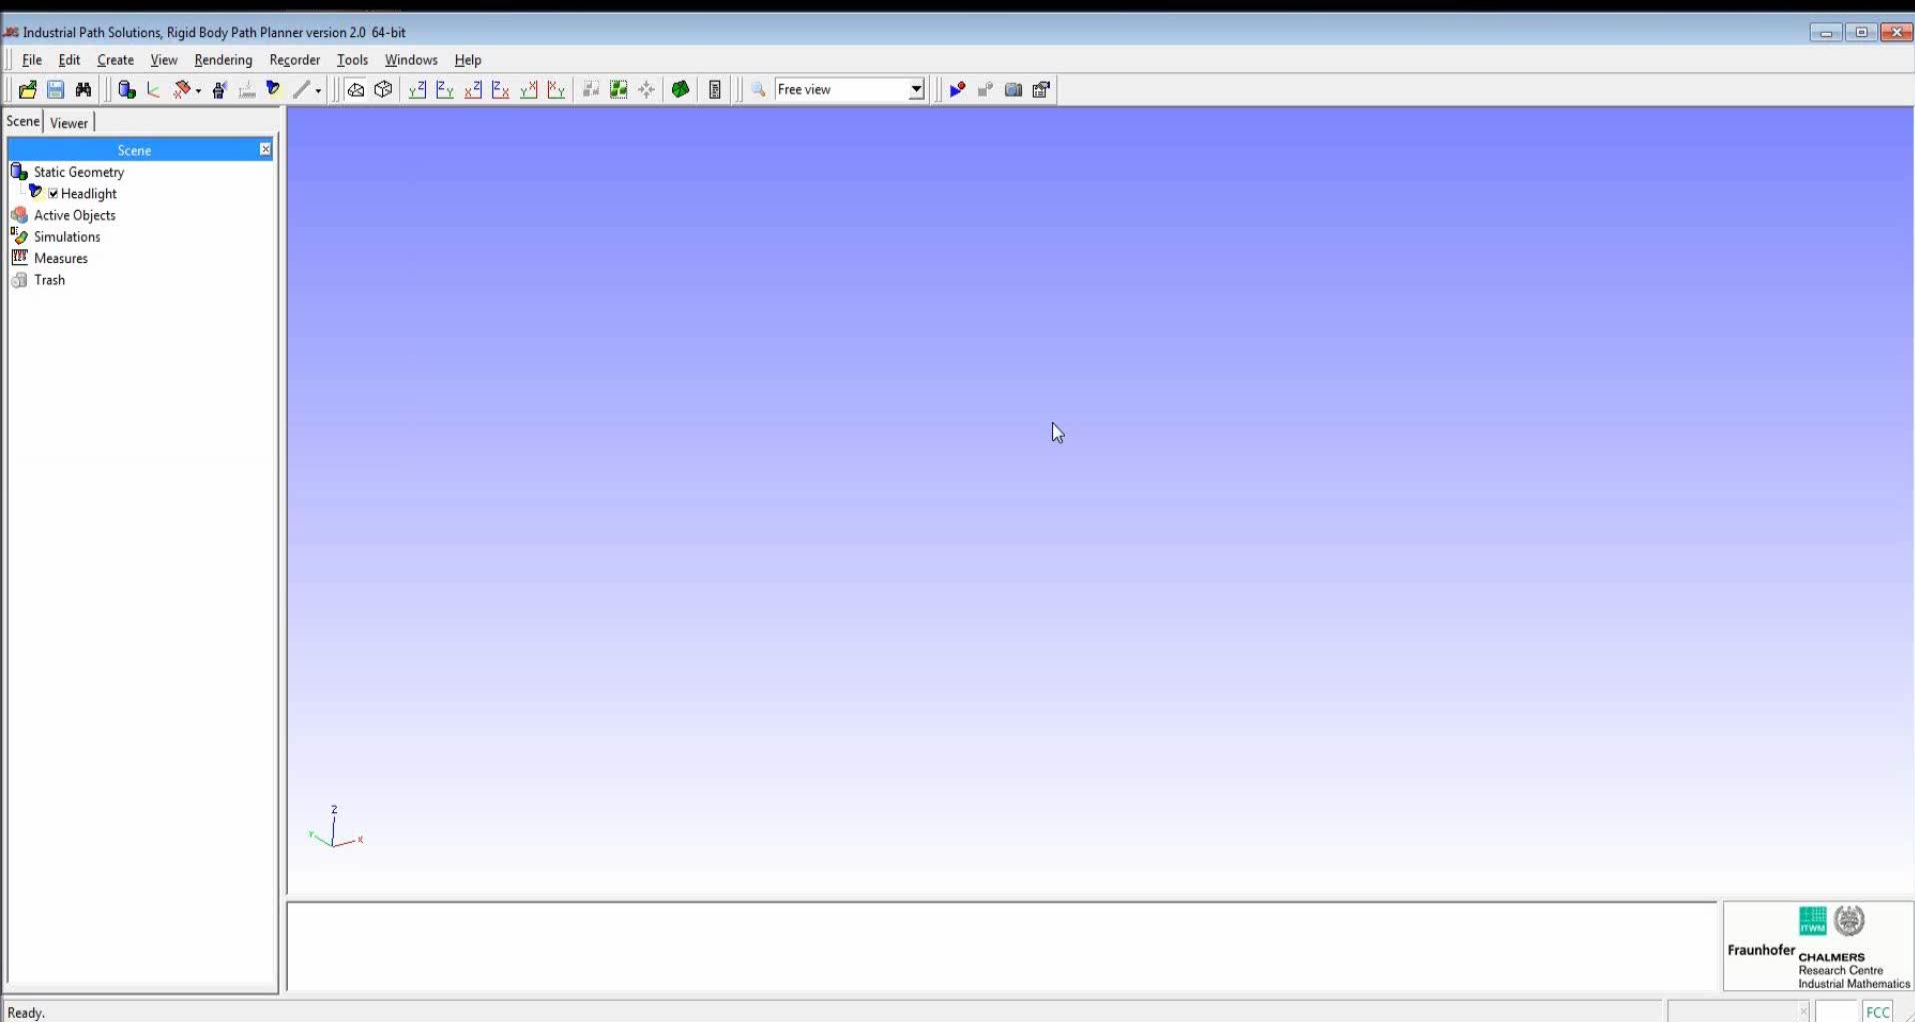 Industrial Path Solutions, Rigid Body Path Planner version 2.0 64-bit
File Edit Create View Rendering Recorder Tools Windows Help
Free view
Scene Viewer
Scene
Static Geometry
Headlight
Active Objects
Simulations
Measures
Trash
Z
Y X
ITWM
Fraunhofer CHALMERS
Research Centre
Industrial Mathematics
Ready.
FCC